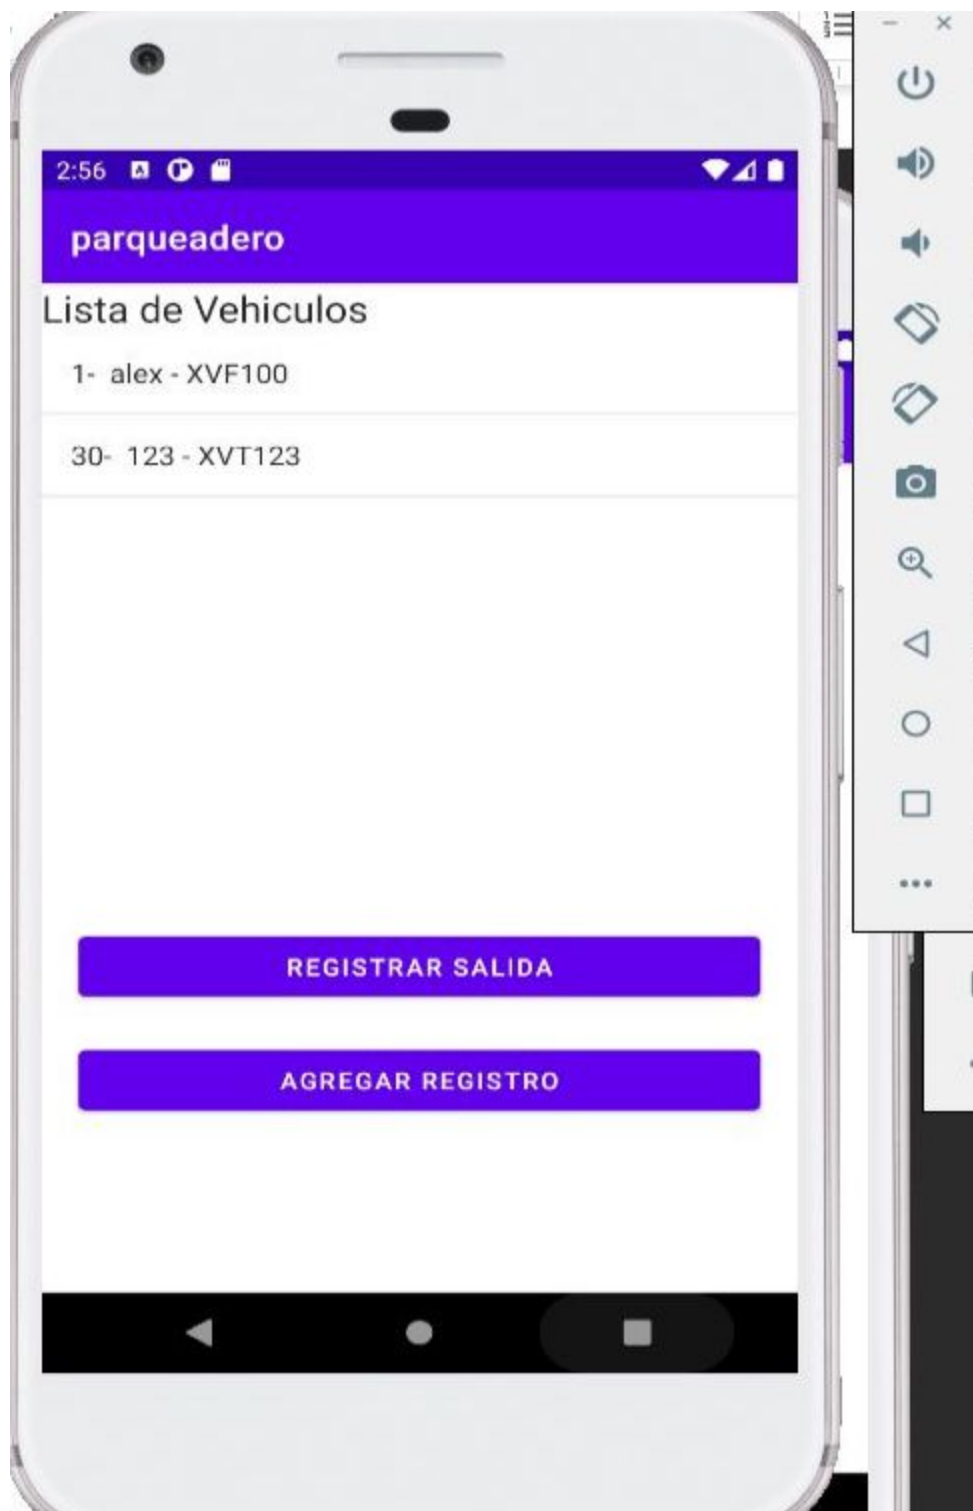 2:56
parqueadero
Lista de Vehiculos
1- alex - XVF100
30- 123 - XVT123
REGISTRAR SALIDA
AGREGAR REGISTRO